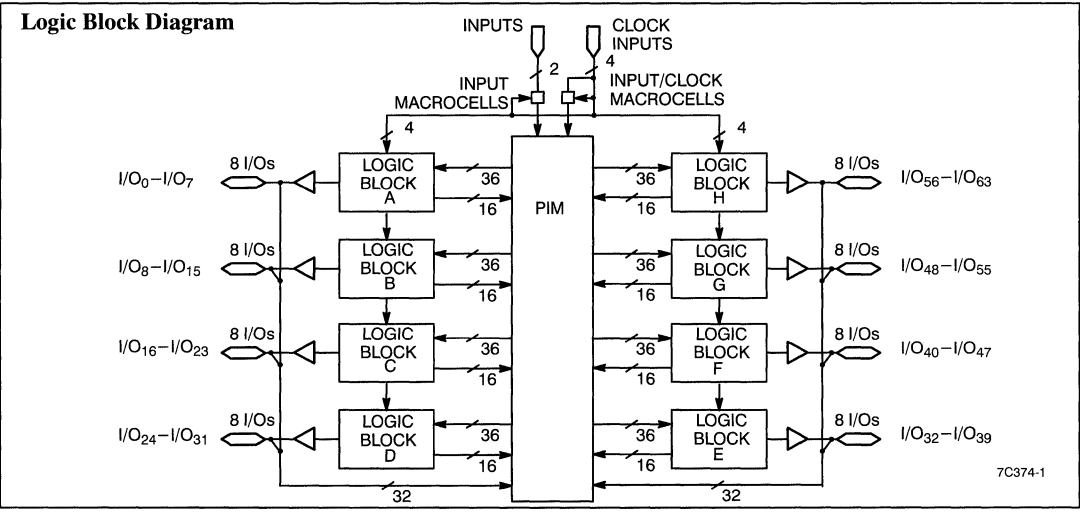 Logic Block Diagram
INPUTS
CLOCK
INPUTS
2
4
INPUT
MACROCELLS
INPUT/CLOCK
MACROCELLS
4
4
8 I/Os
I/O0–I/O7
LOGIC
BLOCK
A
36
16
PIM
36
16
LOGIC
BLOCK
H
8 I/Os
I/O56–I/O63
8 I/Os
I/O8–I/O15
LOGIC
BLOCK
B
36
16
36
16
LOGIC
BLOCK
G
8 I/Os
I/O48–I/O55
8 I/Os
I/O16–I/O23
LOGIC
BLOCK
C
36
16
36
16
LOGIC
BLOCK
F
8 I/Os
I/O40–I/O47
8 I/Os
I/O24–I/O31
LOGIC
BLOCK
D
36
16
36
16
LOGIC
BLOCK
E
8 I/Os
I/O32–I/O39
32
32
7C374-1